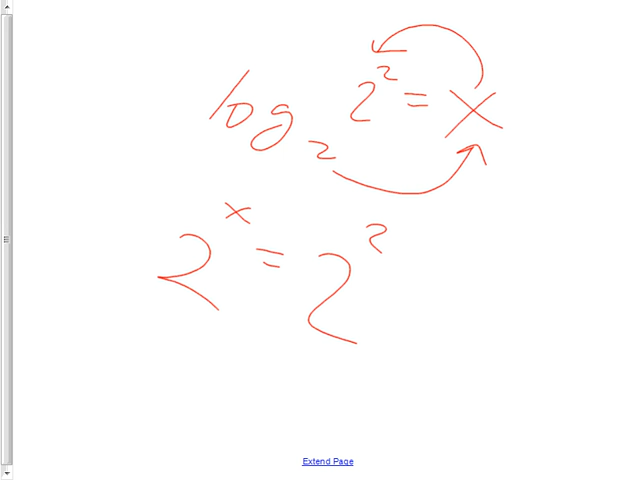 log₂ 2² = x
2ˣ = 2²
Extend Page